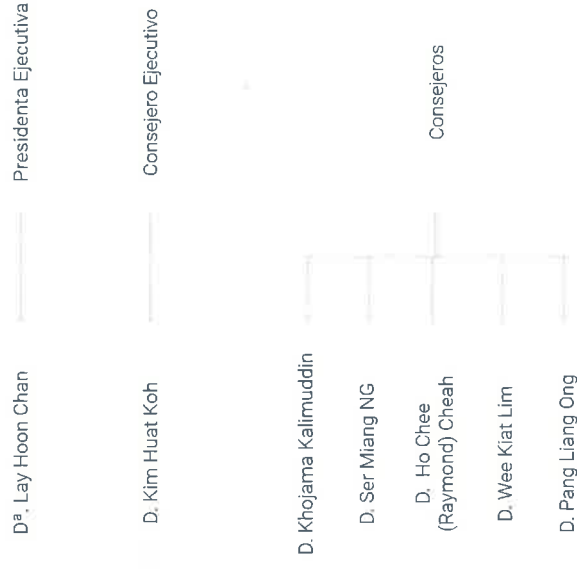 Presidenta Ejecutiva
Dª. Lay Hoon Chan
Consejero Ejecutivo
D. Kim Huat Koh
Consejeros
D. Khojama Kalimuddin
D. Ser Miang NG
D. Ho Chee
(Raymond) Cheah
D. Wee Kiat Lim
D. Pang Liang Ong